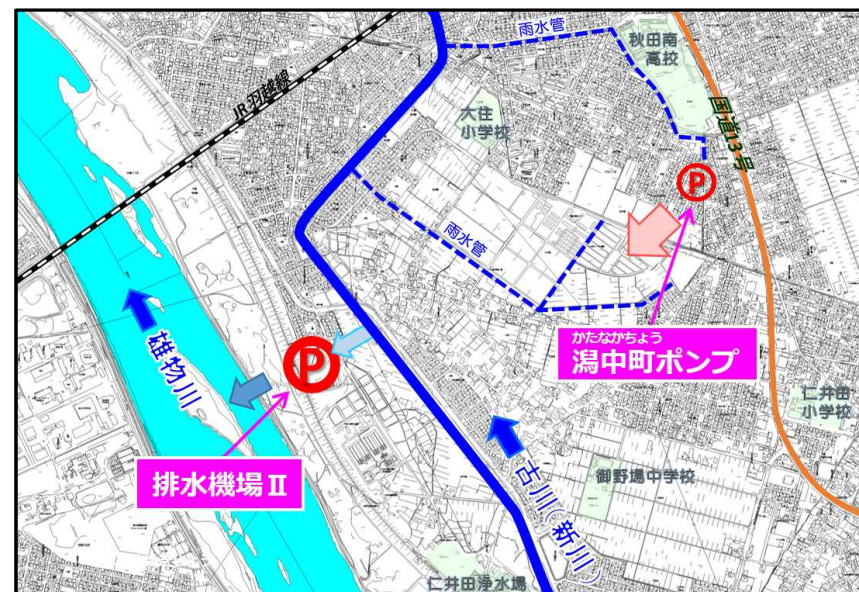 雨水管
秋田南
高校
JR 羽越線
大住
小学校
国道13号
P
雨水管
かたなかちょう
潟中町ポンプ
雄物川
P
仁井田
小学校
排水機場Ⅱ
古川(新川)
御野場中学校
仁井田浄水場